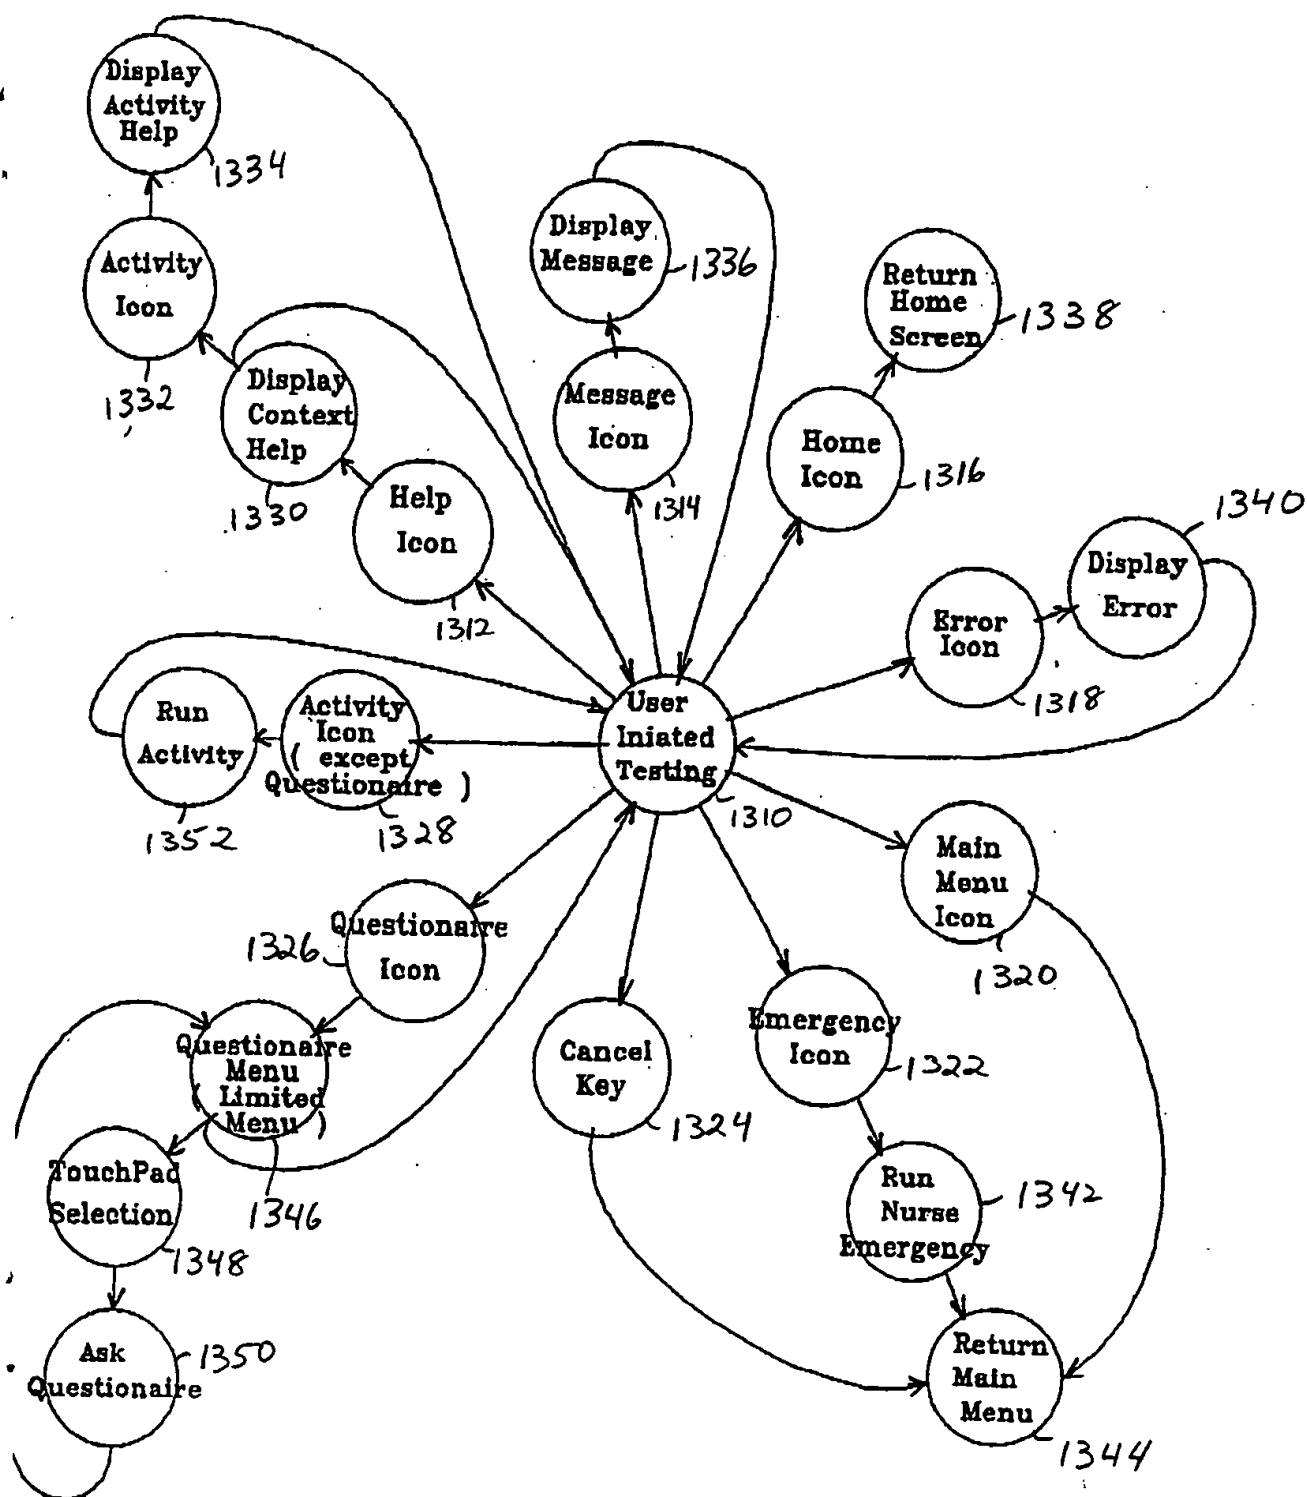 Display
Activity
Help
1334
Activity
Icon
1332
Display
Context
Help
1330
Help
Icon
1312
Display
Message
1336
Message
Icon
1314
Return
Home
Screen
1338
Home
Icon
1316
1340
Display
Error
Error
Icon
1318
User
Iniated
Testing
1310
Activity
Icon
( except
Questionaire )
1328
Run
Activity
1352
Main
Menu
Icon
1320
Questionaire
Icon
1326
Questionaire
Menu
( Limited
Menu )
1346
TouchPad
Selection
1348
Ask
Questionaire
1350
Cancel
Key
1324
Emergency
Icon
1322
Run
Nurse
Emergency
1342
Return
Main
Menu
1344